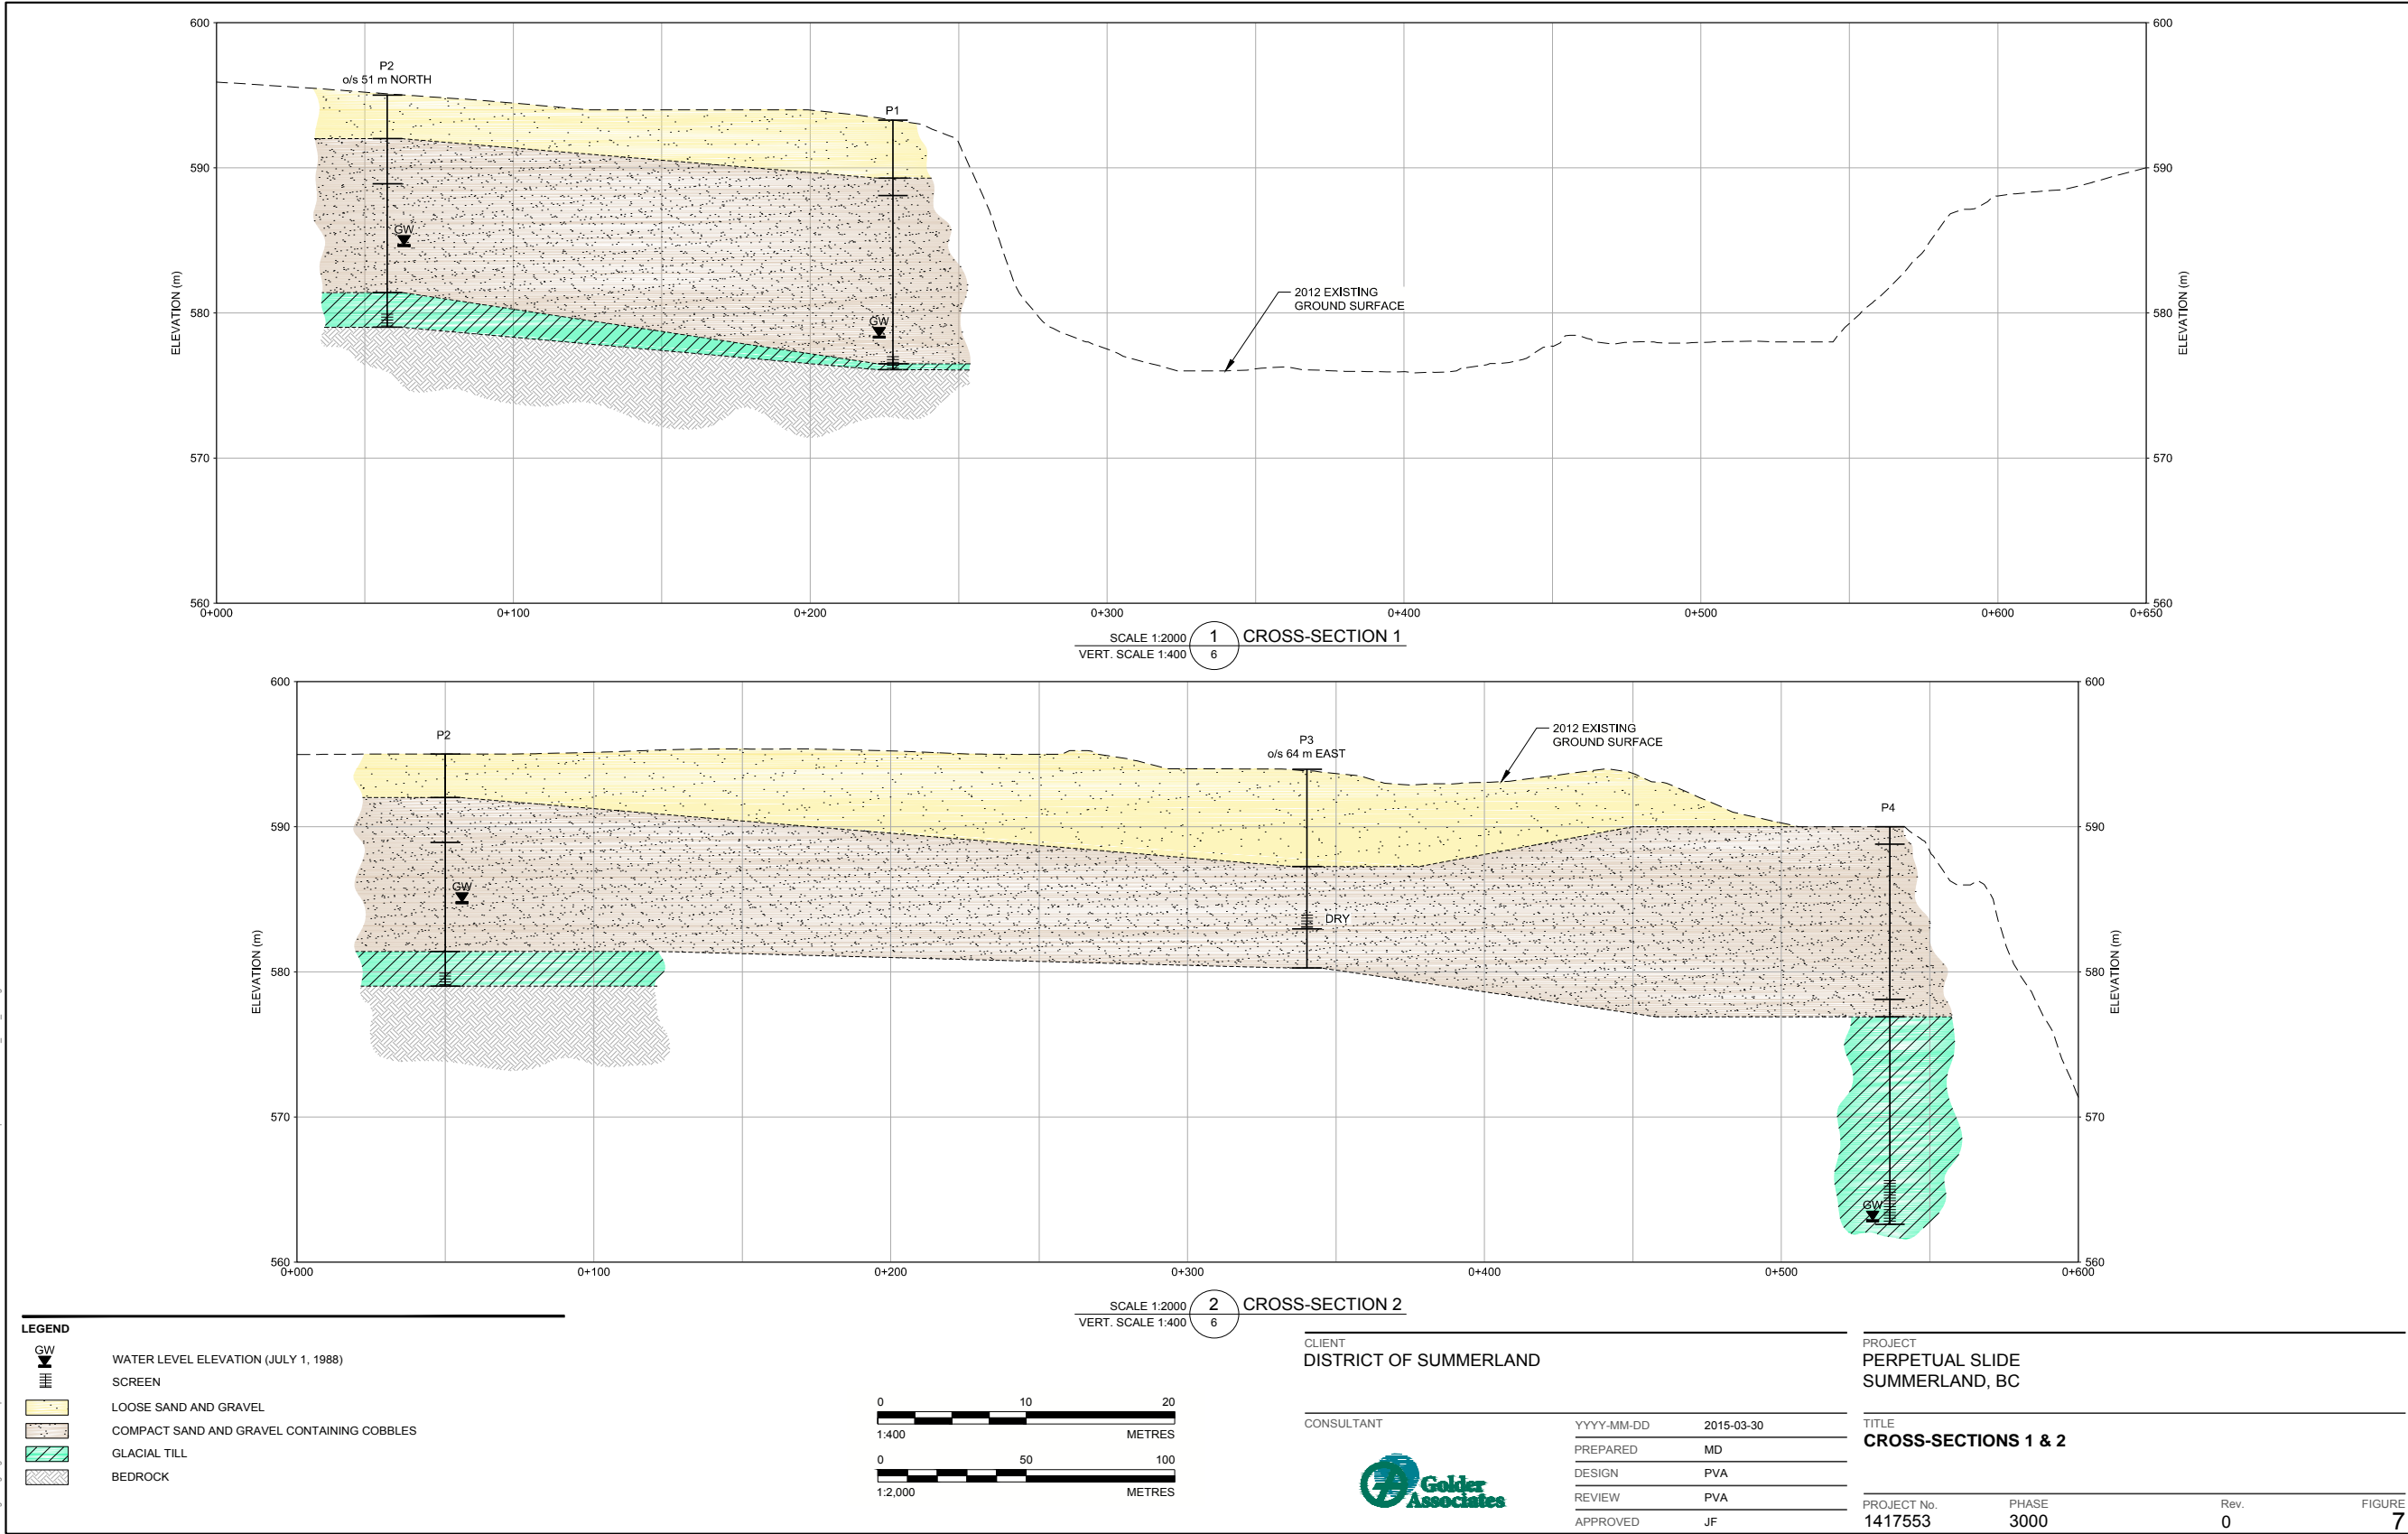 600
600
P2
o/s 51 m NORTH
P1
590
590
GW
2012 EXISTING
GROUND SURFACE
580
GW
580
ELEVATION (m)
ELEVATION (m)
570
570
560
560
0+000
0+100
0+200
0+300
0+400
0+500
0+600
0+650
SCALE 1:2000
VERT. SCALE 1:400
1
6
CROSS-SECTION 1
600
600
P2
P3
o/s 64 m EAST
2012 EXISTING
GROUND SURFACE
P4
590
590
GW
DRY
580
580
ELEVATION (m)
ELEVATION (m)
570
570
GW
560
560
0+000
0+100
0+200
0+300
0+400
0+500
0+600
SCALE 1:2000
VERT. SCALE 1:400
2
6
CROSS-SECTION 2
LEGEND
GW
WATER LEVEL ELEVATION (JULY 1, 1988)
SCREEN
LOOSE SAND AND GRAVEL
COMPACT SAND AND GRAVEL CONTAINING COBBLES
GLACIAL TILL
BEDROCK
0 10 20
1:400 METRES
0 50 100
1:2,000 METRES
CLIENT
DISTRICT OF SUMMERLAND
CONSULTANT
Golder
Associates
YYYY-MM-DD 2015-03-30
PREPARED MD
DESIGN PVA
REVIEW PVA
APPROVED JF
PROJECT
PERPETUAL SLIDE
SUMMERLAND, BC
TITLE
CROSS-SECTIONS 1 & 2
PROJECT No. PHASE Rev. FIGURE
1417553 3000 0 7